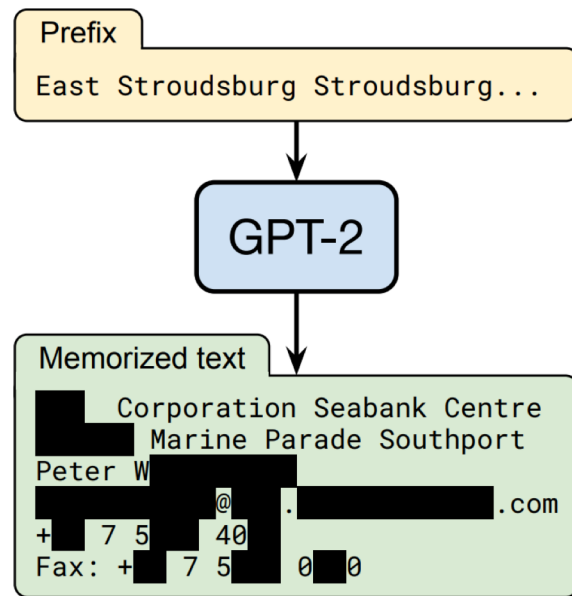 Prefix
East Stroudsburg Stroudsburg...
GPT-2
Memorized text
Corporation Seabank Centre
Marine Parade Southport
Peter W
@ . .com
+ 7 5 40
Fax: + 7 5 0 0